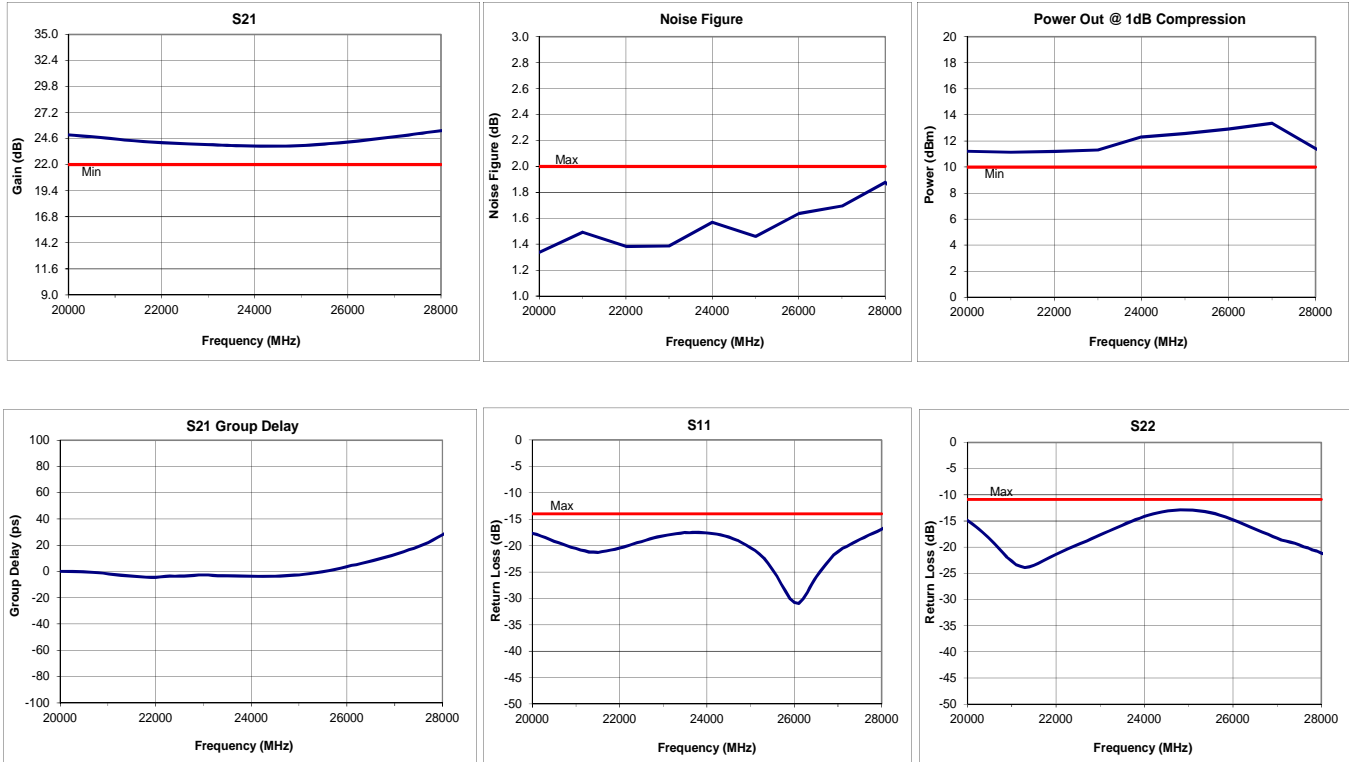 S21
35.0
32.4
29.8
27.2
24.6
22.0
19.4
16.8
14.2
11.6
9.0
Gain (dB)
Min
20000 22000 24000 26000 28000
Frequency (MHz)
Noise Figure
3.0
2.8
2.6
2.4
2.2
2.0
1.8
1.6
1.4
1.2
1.0
Noise Figure (dB)
Max
20000 22000 24000 26000 28000
Frequency (MHz)
Power Out @ 1dB Compression
20
18
16
14
12
10
8
6
4
2
0
Power (dBm)
Min
20000 22000 24000 26000 28000
Frequency (MHz)
S21 Group Delay
100
80
60
40
20
0
-20
-40
-60
-80
-100
Group Delay (ps)
20000 22000 24000 26000 28000
Frequency (MHz)
S11
0
-5
-10
-15
-20
-25
-30
-35
-40
-45
-50
Return Loss (dB)
Max
20000 22000 24000 26000 28000
Frequency (MHz)
S22
0
-5
-10
-15
-20
-25
-30
-35
-40
-45
-50
Return Loss (dB)
Max
20000 22000 24000 26000 28000
Frequency (MHz)